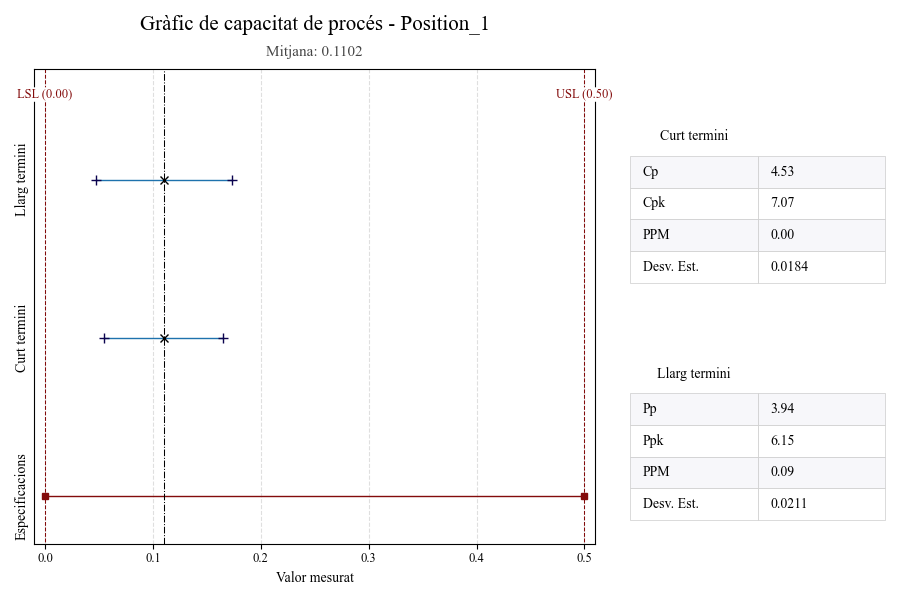 Gràfic de capacitat de procés - Position_1
Mitjana: 0.1102
LSL (0.00)
USL (0.50)
Llarg termini
Curt termini
Especificacions
0.0 0.1 0.2 0.3 0.4 0.5
Valor mesurat
Curt termini
Cp 4.53
Cpk 7.07
PPM 0.00
Desv. Est. 0.0184
Llarg termini
Pp 3.94
Ppk 6.15
PPM 0.09
Desv. Est. 0.0211